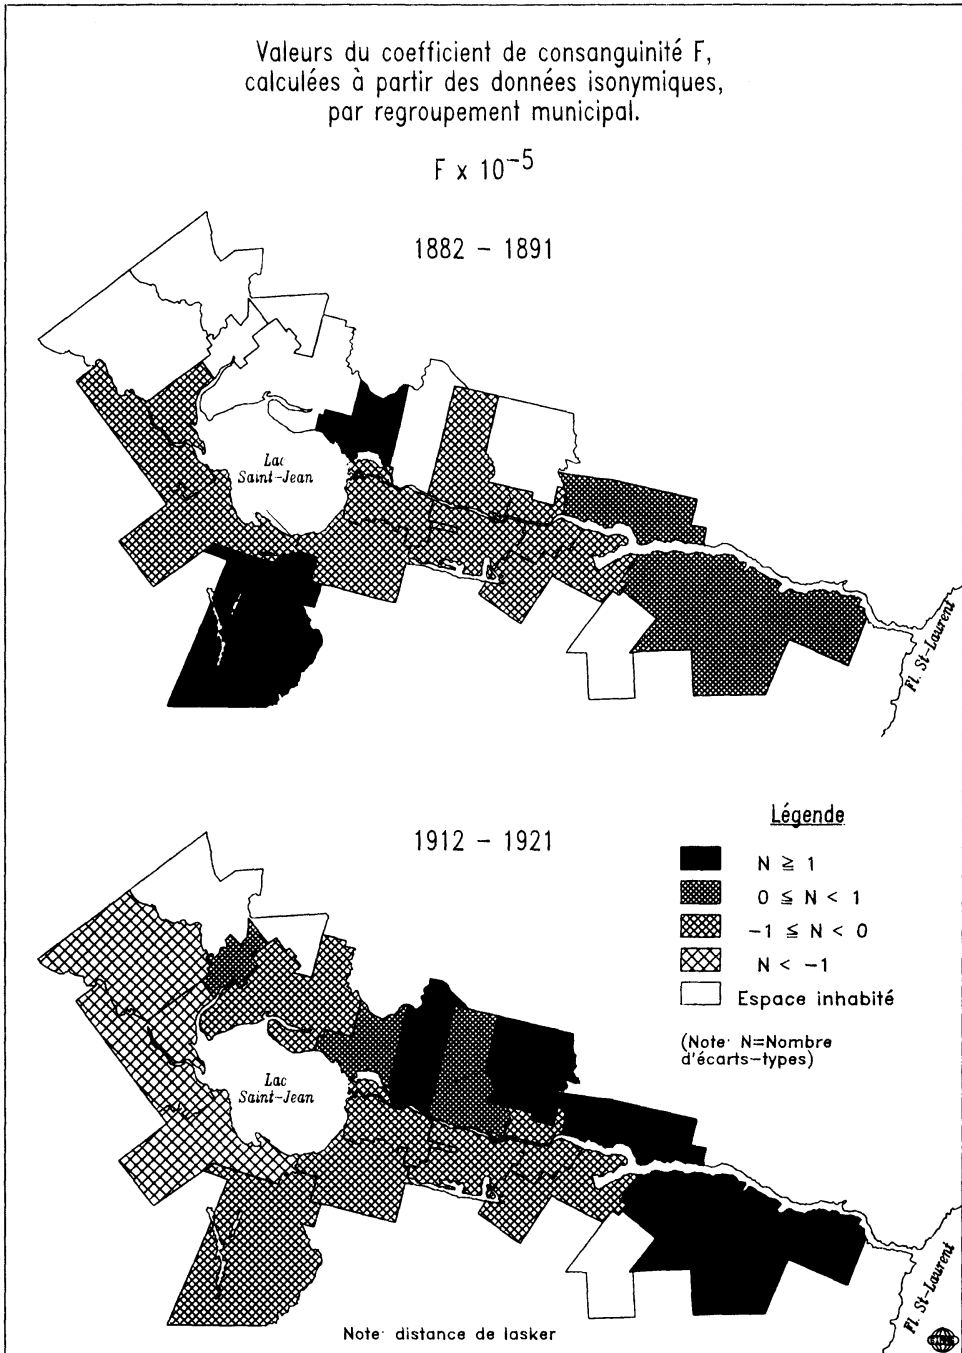 Valeurs du coefficient de consanguinité F,
calculées à partir des données isonymiques,
par regroupement municipal.
F x 10⁻⁵
1882 - 1891
Lac
Saint-Jean
Fl. St-Laurent
1912 - 1921
Légende
N ≧ 1
0 ≦ N < 1
-1 ≦ N < 0
N < -1
Espace inhabité
(Note: N=Nombre
d'écarts-types)
Lac
Saint-Jean
Fl. St-Laurent
Note: distance de lasker